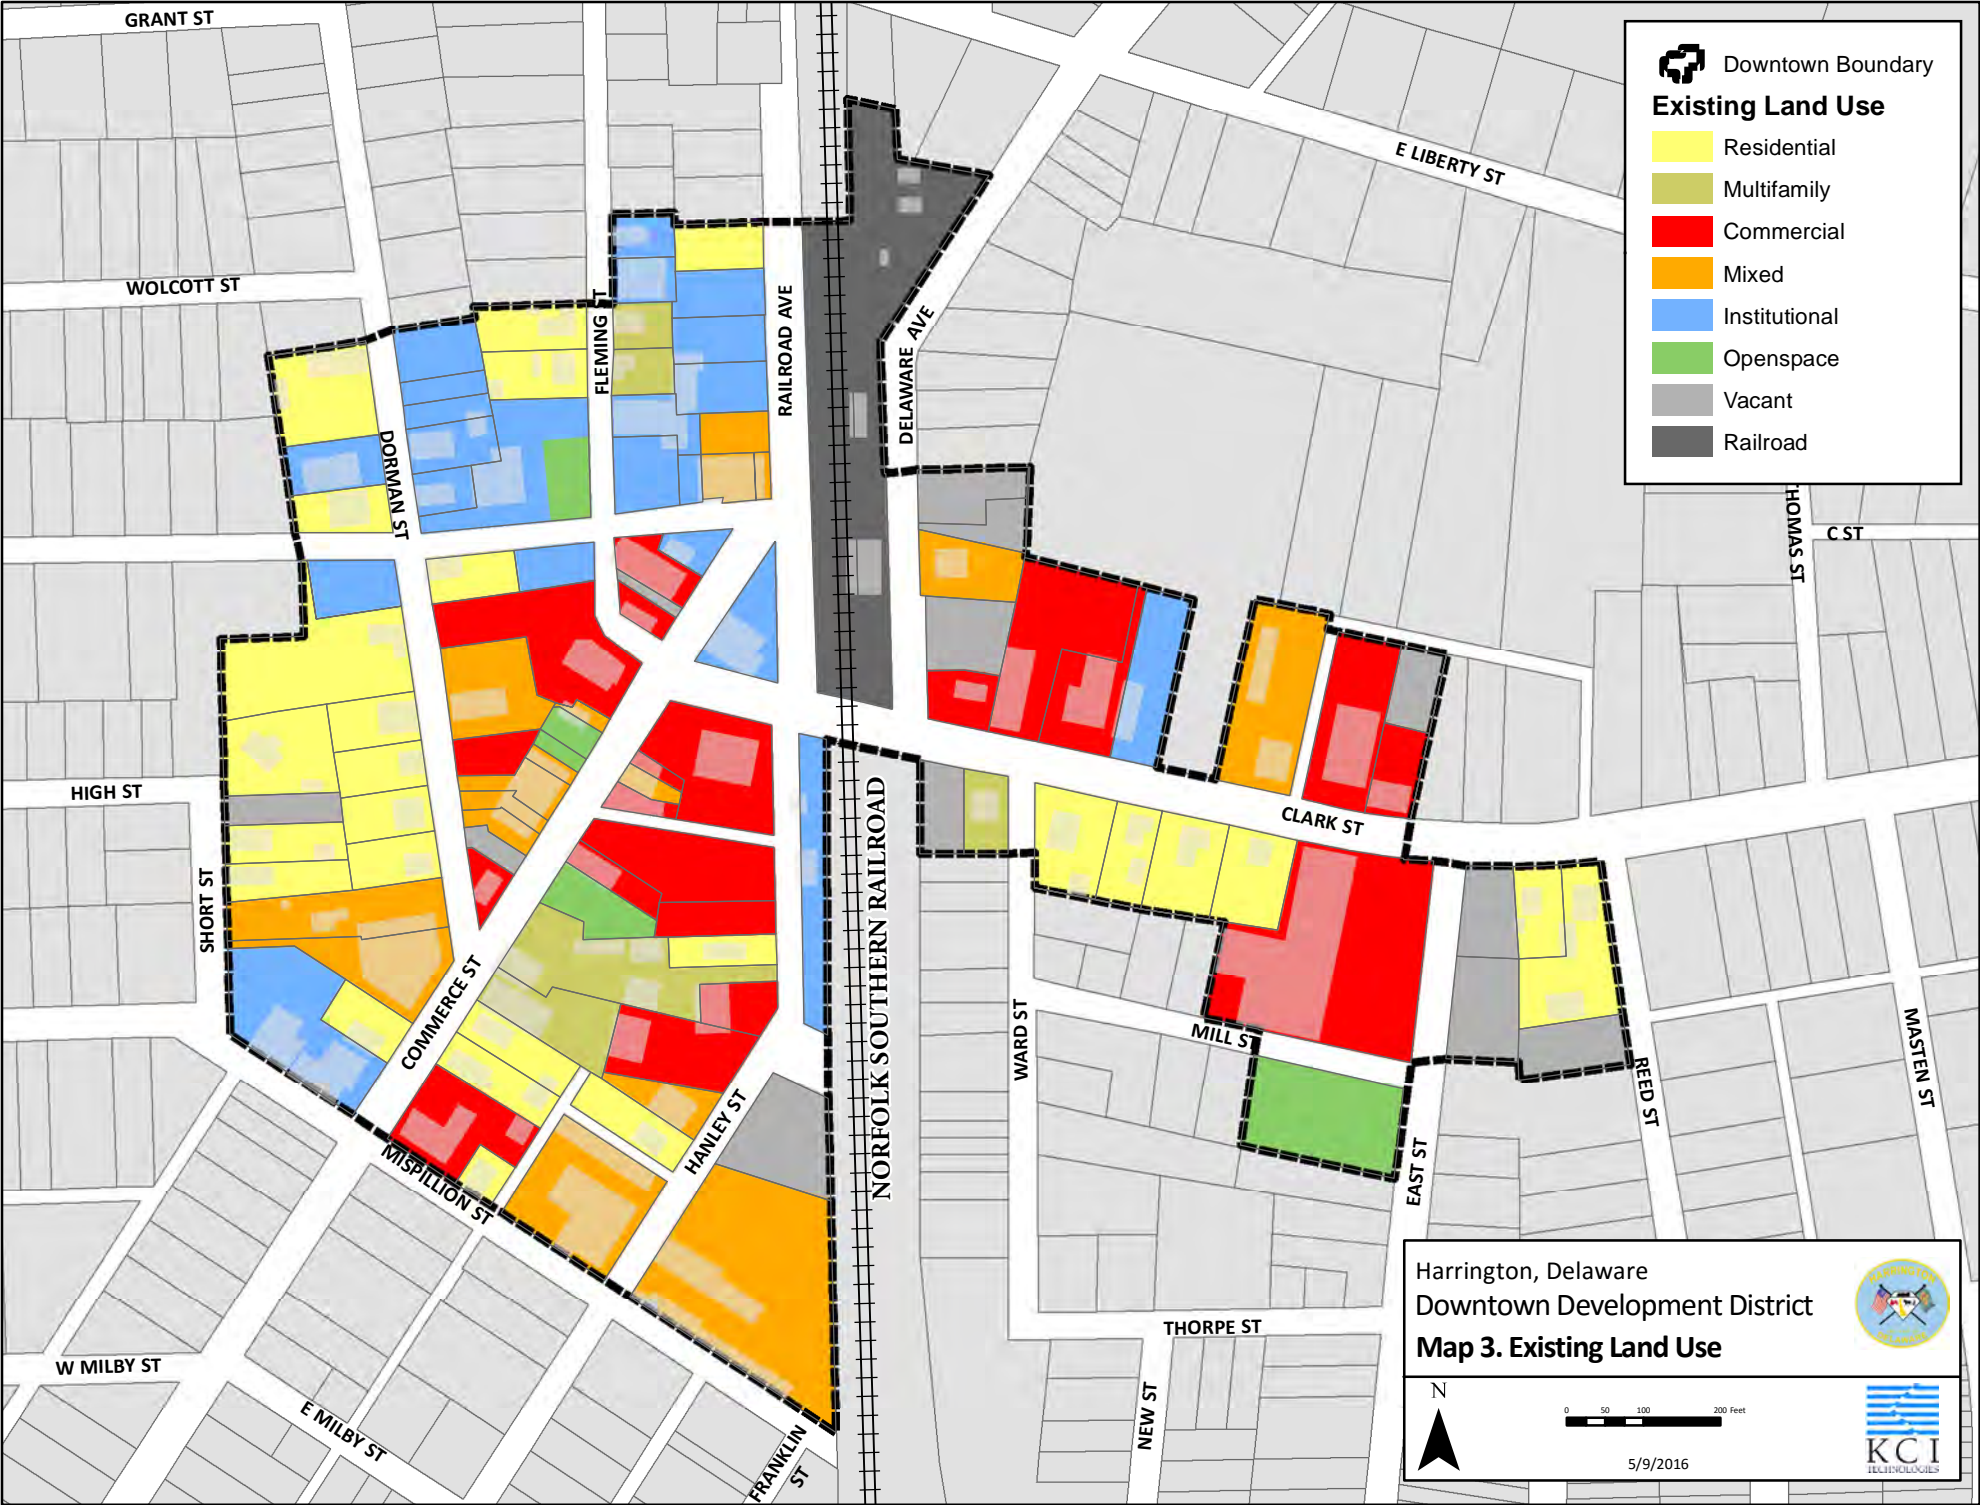 GRANT ST
WOLCOTT ST
FLEMING ST
RAILROAD AVE
DELAWARE AVE
E LIBERTY ST
DORMAN ST
THOMAS ST
C ST
HIGH ST
SHORT ST
COMMERCE ST
CLARK ST
NORFOLK SOUTHERN RAILROAD
WARD ST
MILL ST
MASTEN ST
REED ST
EAST ST
HANLEY ST
MISPILLION ST
THORPE ST
NEW ST
W MILBY ST
E MILBY ST
FRANKLIN ST
Downtown Boundary
Existing Land Use
Residential
Multifamily
Commercial
Mixed
Institutional
Openspace
Vacant
Railroad
Harrington, Delaware
Downtown Development District
Map 3. Existing Land Use
HARRINGTON
DELAWARE
N
0 50 100 200 Feet
5/9/2016
KCI
TECHNOLOGIES